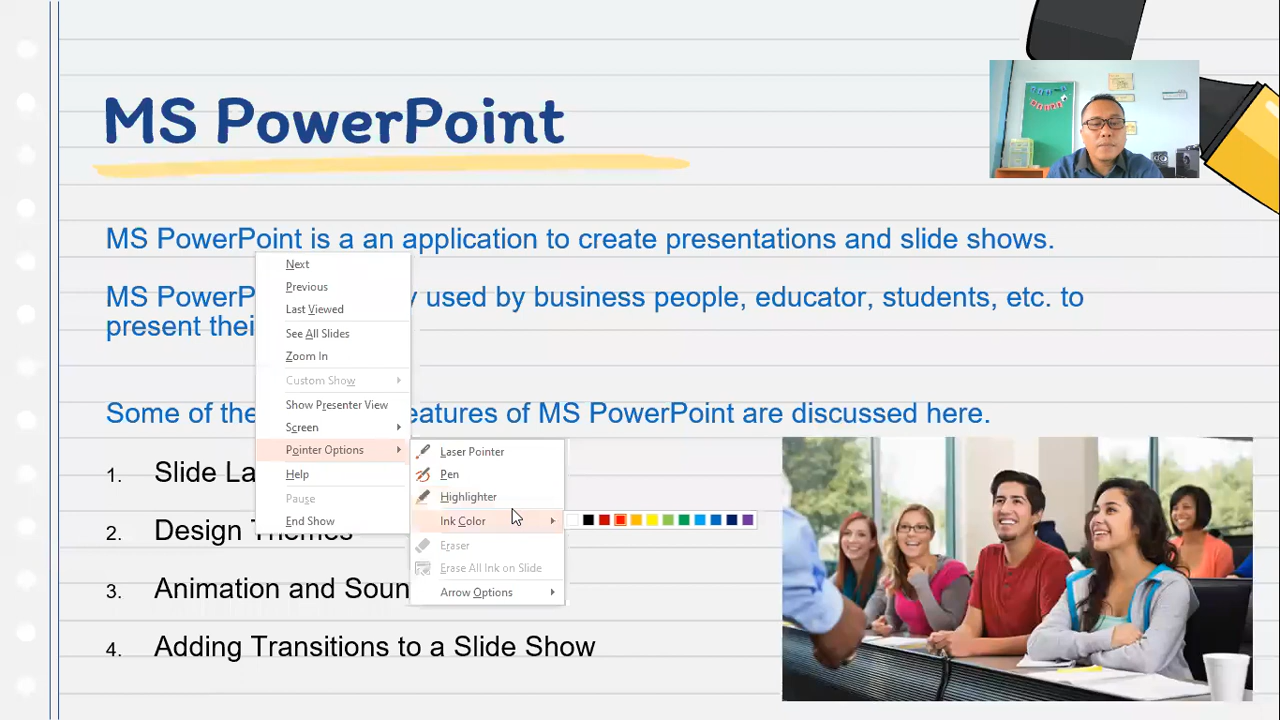 MS PowerPoint
MS PowerPoint is a an application to create presentations and slide shows.
MS PowerP y used by business people, educator, students, etc. to
present thei
Some of the eatures of MS PowerPoint are discussed here.
1. Slide La
2. Design Themes
3. Animation and Soun
4. Adding Transitions to a Slide Show
Next
Previous
Last Viewed
See All Slides
Zoom In
Custom Show
Show Presenter View
Screen
Pointer Options
Help
Pause
End Show
Laser Pointer
Pen
Highlighter
Ink Color
Eraser
Erase All Ink on Slide
Arrow Options